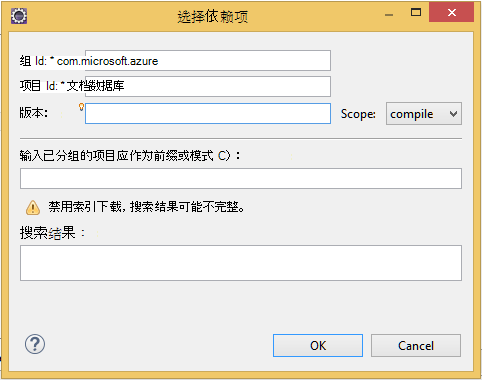 选择依赖项
组 Id: * com.microsoft.azure
项目 Id: * 文档数据库
版本:
Scope: compile
输入已分组的项目应作为前缀或模式 C):
禁用索引下载, 搜索结果可能不完整。
搜索结果:
OK
Cancel